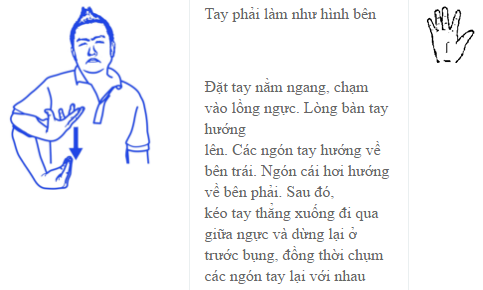 Tay phải làm như hình bên
Đặt tay nằm ngang, chạm
vào lồng ngực. Lòng bàn tay
hướng
lên. Các ngón tay hướng về
bên trái. Ngón cái hơi hướng
về bên phải. Sau đó,
kéo tay thẳng xuống đi qua
giữa ngực và dừng lại ở
trước bụng, đồng thời chụm
các ngón tay lại với nhau